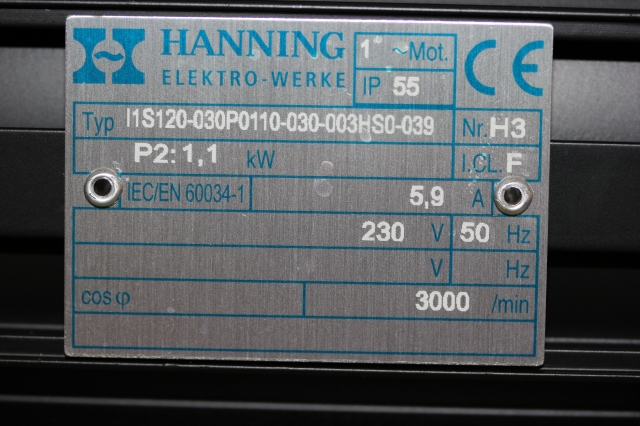 HANNING
ELEKTRO-WERKE
1~Mot.
IP 55
CE
Typ I1S120-030P0110-030-003HS0-039 Nr. H3
P2: 1,1 kW I.CL. F
IEC/EN 60034-1 5,9 A
230 V 50 Hz
V Hz
cos φ 3000 /min